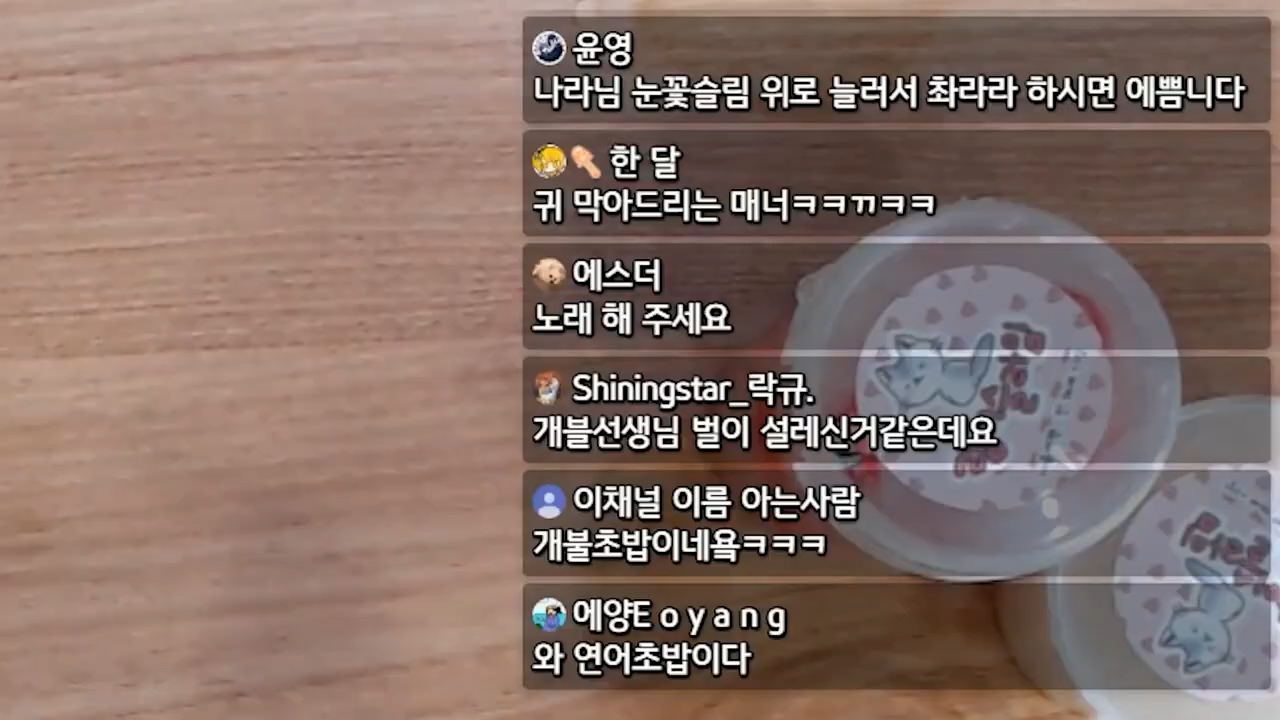 윤영
나라님 눈꽃슬림 위로 늘러서 촤라라 하시면 에쁨니다
한 달
귀 막아드리는 매너ㅋㅋㄲㅋㅋ
에스더
노래 해 주세요
Shiningstar_락규.
개블선생님 벌이 설레신거같은데요
이채널 이름 아는사람
개불초밥이네욬ㅋㅋㅋ
에양E o y a n g
와 연어초밥이다